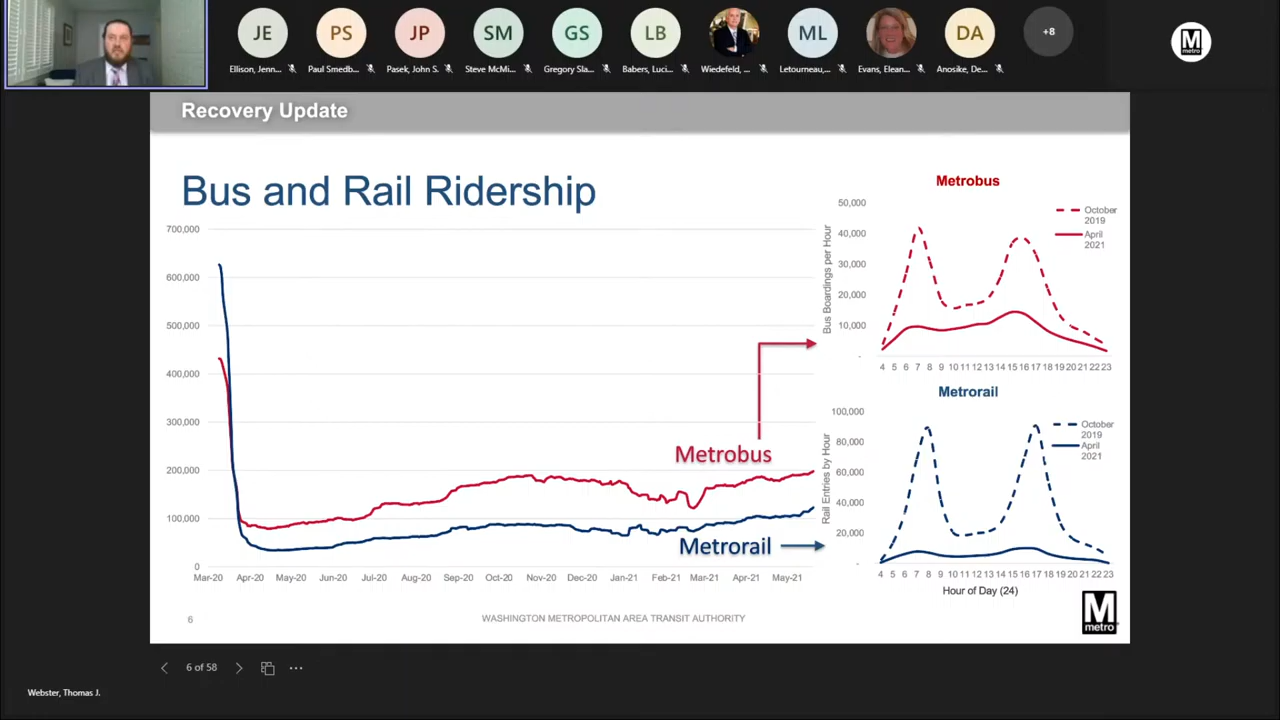 JE
PS
JP
SM
GS
LB
ML
DA
+8
M
metro
Ellison, Jenn...
Paul Smedb...
Pasek, John S.
Steve McMi...
Gregory Sla...
Babers, Luci...
Wiedefeld, ...
Letourneau,...
Evans, Elean...
Anosike, De...
Recovery Update
Bus and Rail Ridership
700,000
600,000
500,000
400,000
300,000
200,000
100,000
0
Mar-20 Apr-20 May-20 Jun-20 Jul-20 Aug-20 Sep-20 Oct-20 Nov-20 Dec-20 Jan-21 Feb-21 Mar-21 Apr-21 May-21
Metrobus
Metrorail
Metrobus
Bus Boardings per Hour
50,000
40,000
30,000
20,000
10,000
-
October
2019
April
2021
4 5 6 7 8 9 10 11 12 13 14 15 16 17 18 19 20 21 22 23
Metrorail
Rail Entries by Hour
100,000
80,000
60,000
40,000
20,000
-
October
2019
April
2021
4 5 6 7 8 9 10 11 12 13 14 15 16 17 18 19 20 21 22 23
Hour of Day (24)
6
WASHINGTON METROPOLITAN AREA TRANSIT AUTHORITY
M
metro
6 of 58
Webster, Thomas J.